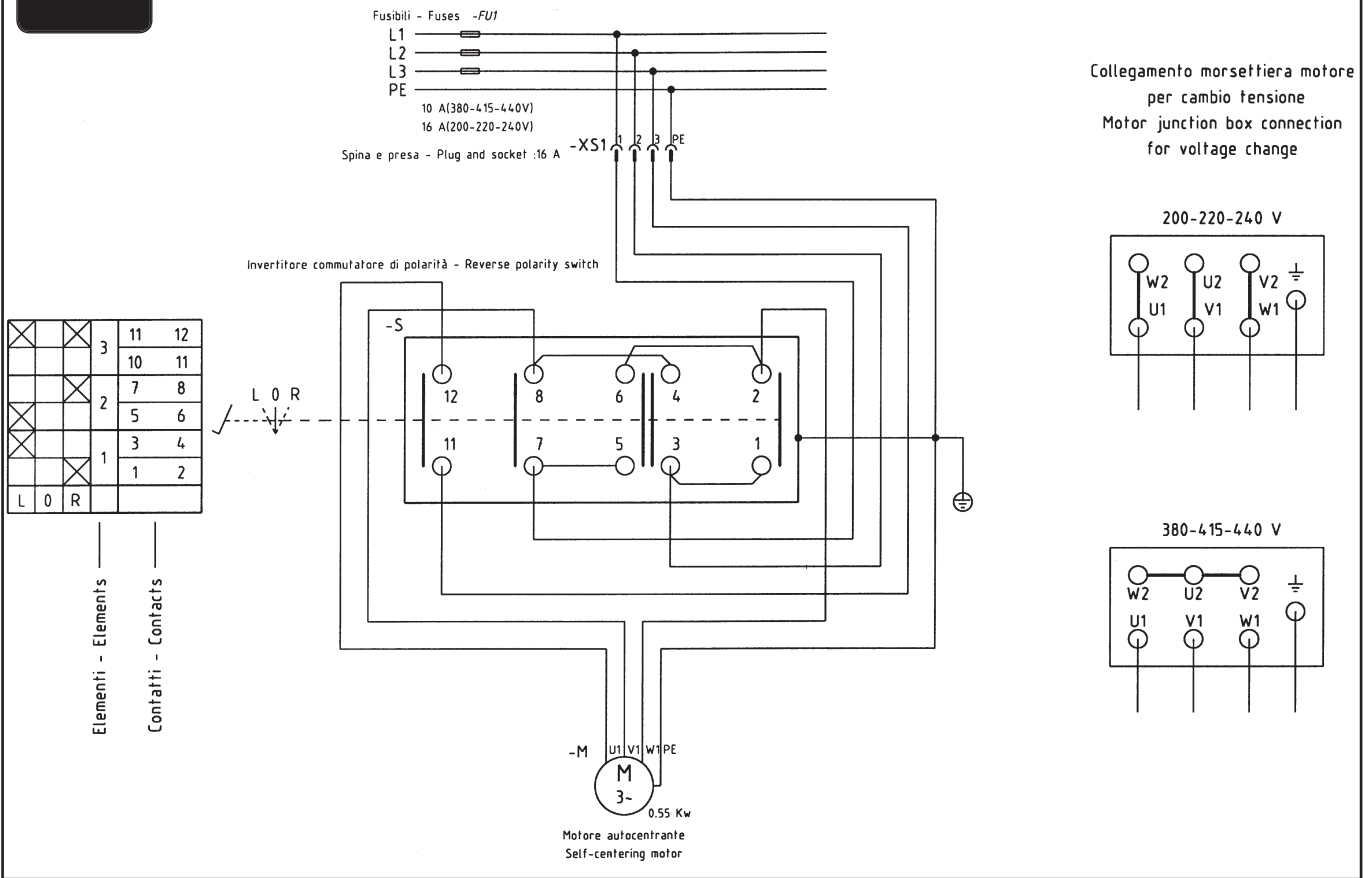 Fusibili - Fuses -FU1
L1
L2
L3
PE
10 A(380-415-440V)
16 A(200-220-240V)
Spina e presa - Plug and socket :16 A
-XS1 1 2 3 PE
Collegamento morsettiera motore
per cambio tensione
Motor junction box connection
for voltage change
200-220-240 V
W2 U2 V2
U1 V1 W1
Invertitore commutatore di polarità - Reverse polarity switch
-S
12 8 6 4 2
11 7 5 3 1
L 0 R
3 11 12
10 11
2 7 8
5 6
1 3 4
1 2
L 0 R
Elementi - Elements
Contatti - Contacts
380-415-440 V
W2 U2 V2
U1 V1 W1
-M U1 V1 W1 PE
M
3~
0.55 Kw
Motore autocentrante
Self-centering motor